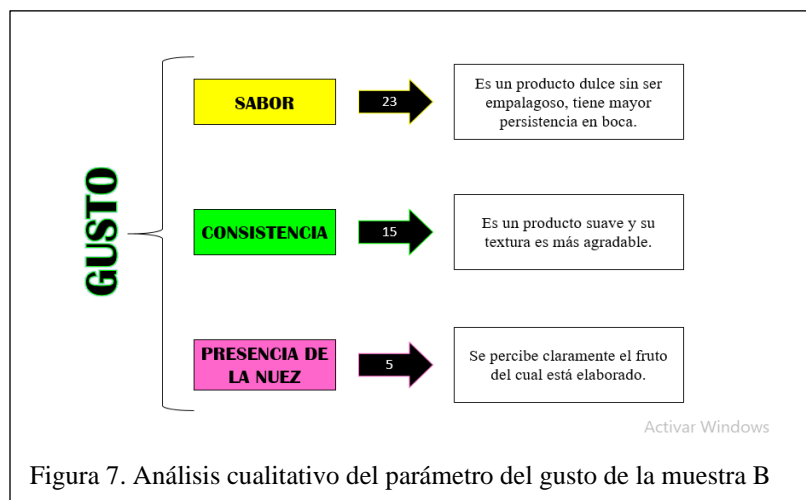 GUSTO
SABOR
23
Es un producto dulce sin ser
empalagoso, tiene mayor
persistencia en boca.
CONSISTENCIA
15
Es un producto suave y su
textura es más agradable.
PRESENCIA DE
LA NUEZ
5
Se percibe claramente el fruto
del cual está elaborado.
Activar Windows
Figura 7. Análisis cualitativo del parámetro del gusto de la muestra B